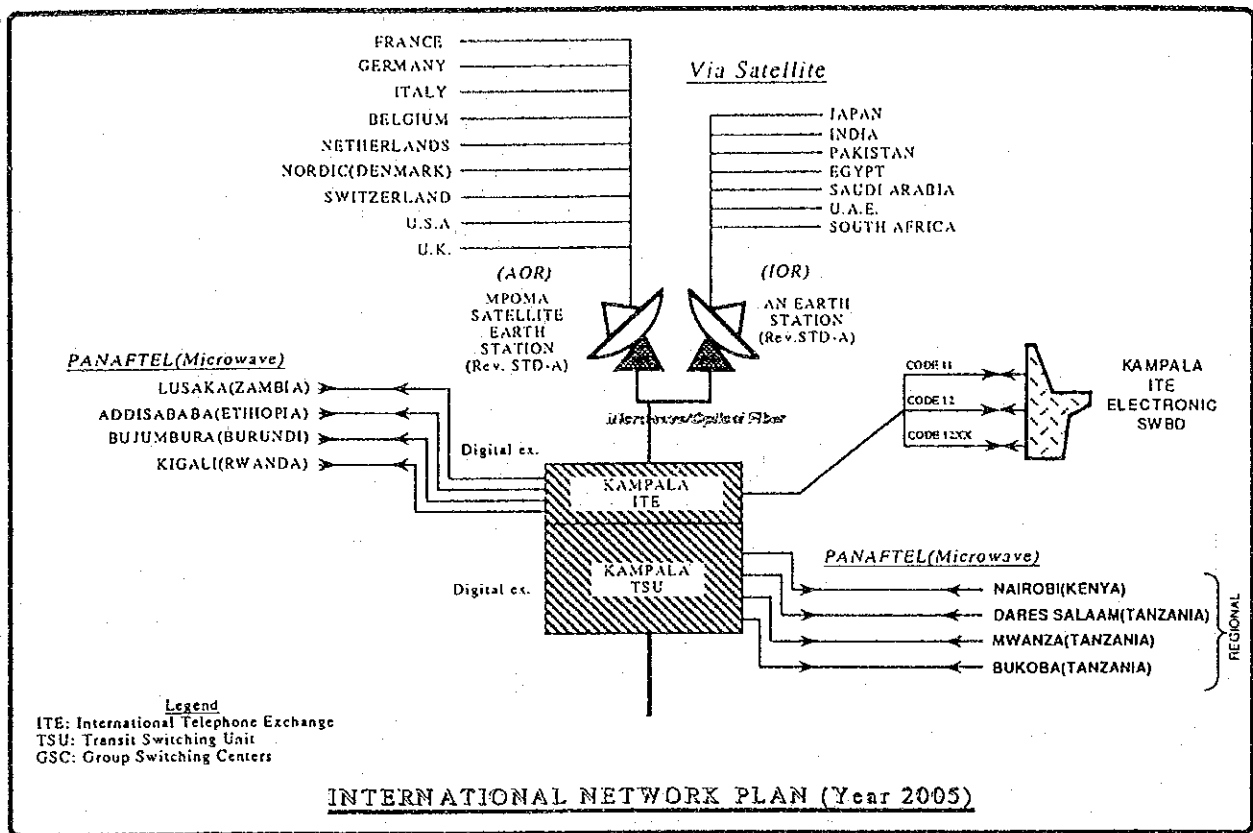 FRANCE
GERMANY
ITALY
BELGIUM
NETHERLANDS
NORDIC(DENMARK)
SWITZERLAND
U.S.A
U.K.
Via Satellite
JAPAN
INDIA
PAKISTAN
EGYPT
SAUDI ARABIA
U.A.E.
SOUTH AFRICA
(AOR)
MPOMA
SATELLITE
EARTH
STATION
(Rev. STD-A)
(IOR)
AN EARTH
STATION
(Rev.STD-A)
PANAFTEL(Microwave)
LUSAKA(ZAMBIA)
ADDISABABA(ETHIOPIA)
BUJUMBURA(BURUNDI)
KIGALI(RWANDA)
Microwave/Optical Fiber
CODE 11
CODE 12
CODE 12XX
KAMPALA
ITE
ELECTRONIC
SWBD
Digital ex.
KAMPALA
ITE
Digital ex.
KAMPALA
TSU
PANAFTEL(Microwave)
NAIROBI(KENYA)
DARES SALAAM(TANZANIA)
MWANZA(TANZANIA)
BUKOBA(TANZANIA)
REGIONAL
Legend
ITE: International Telephone Exchange
TSU: Transit Switching Unit
GSC: Group Switching Centers
INTERNATIONAL NETWORK PLAN (Year 2005)